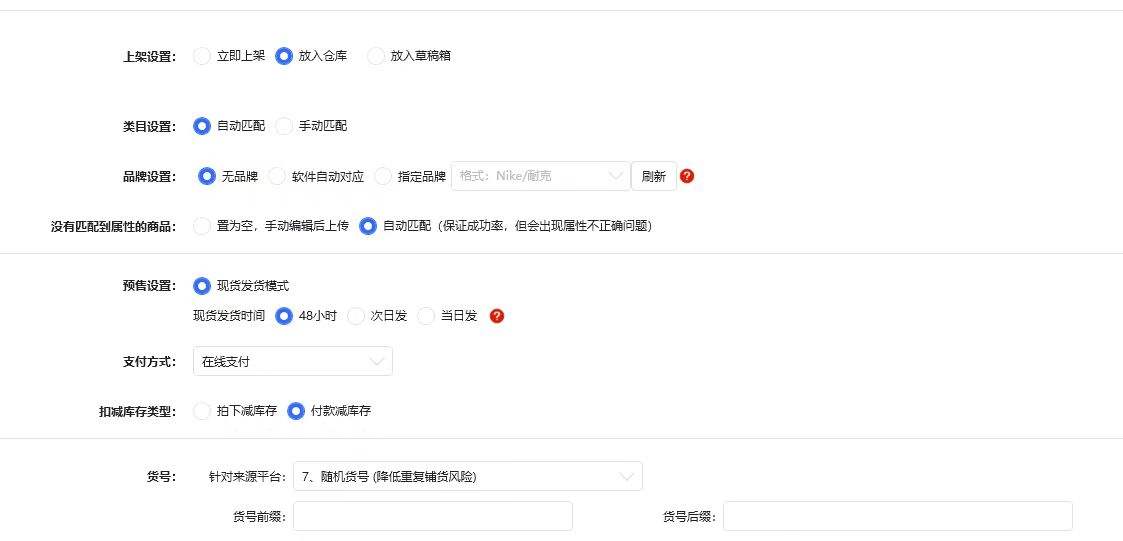 上架设置： 立即上架 放入仓库 放入草稿箱
类目设置： 自动匹配 手动匹配
品牌设置： 无品牌 软件自动对应 指定品牌 格式：Nike/耐克 刷新 ?
没有匹配到属性的商品： 置为空，手动编辑后上传 自动匹配（保证成功率，但会出现属性不正确问题）
预售设置： 现货发货模式
现货发货时间 48小时 次日发 当日发 ?
支付方式： 在线支付
扣减库存类型： 拍下减库存 付款减库存
货号： 针对来源平台： 7、随机货号 (降低重复铺货风险)
货号前缀： 货号后缀：